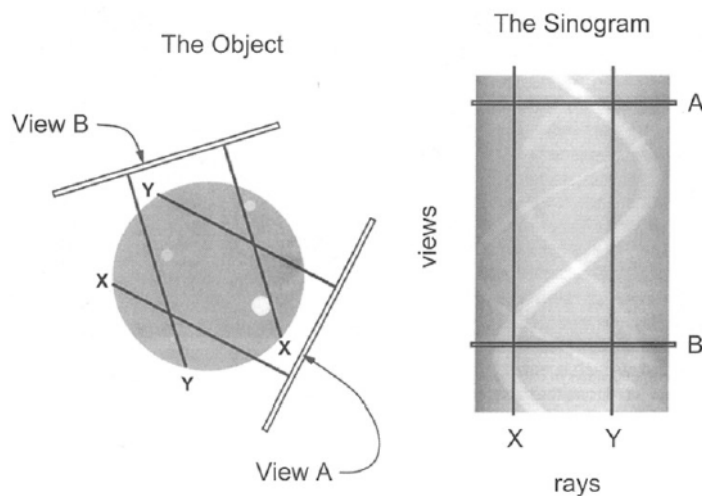 The Object
The Sinogram
View B
A
Y
X
views
X
Y
B
View A
X
Y
rays